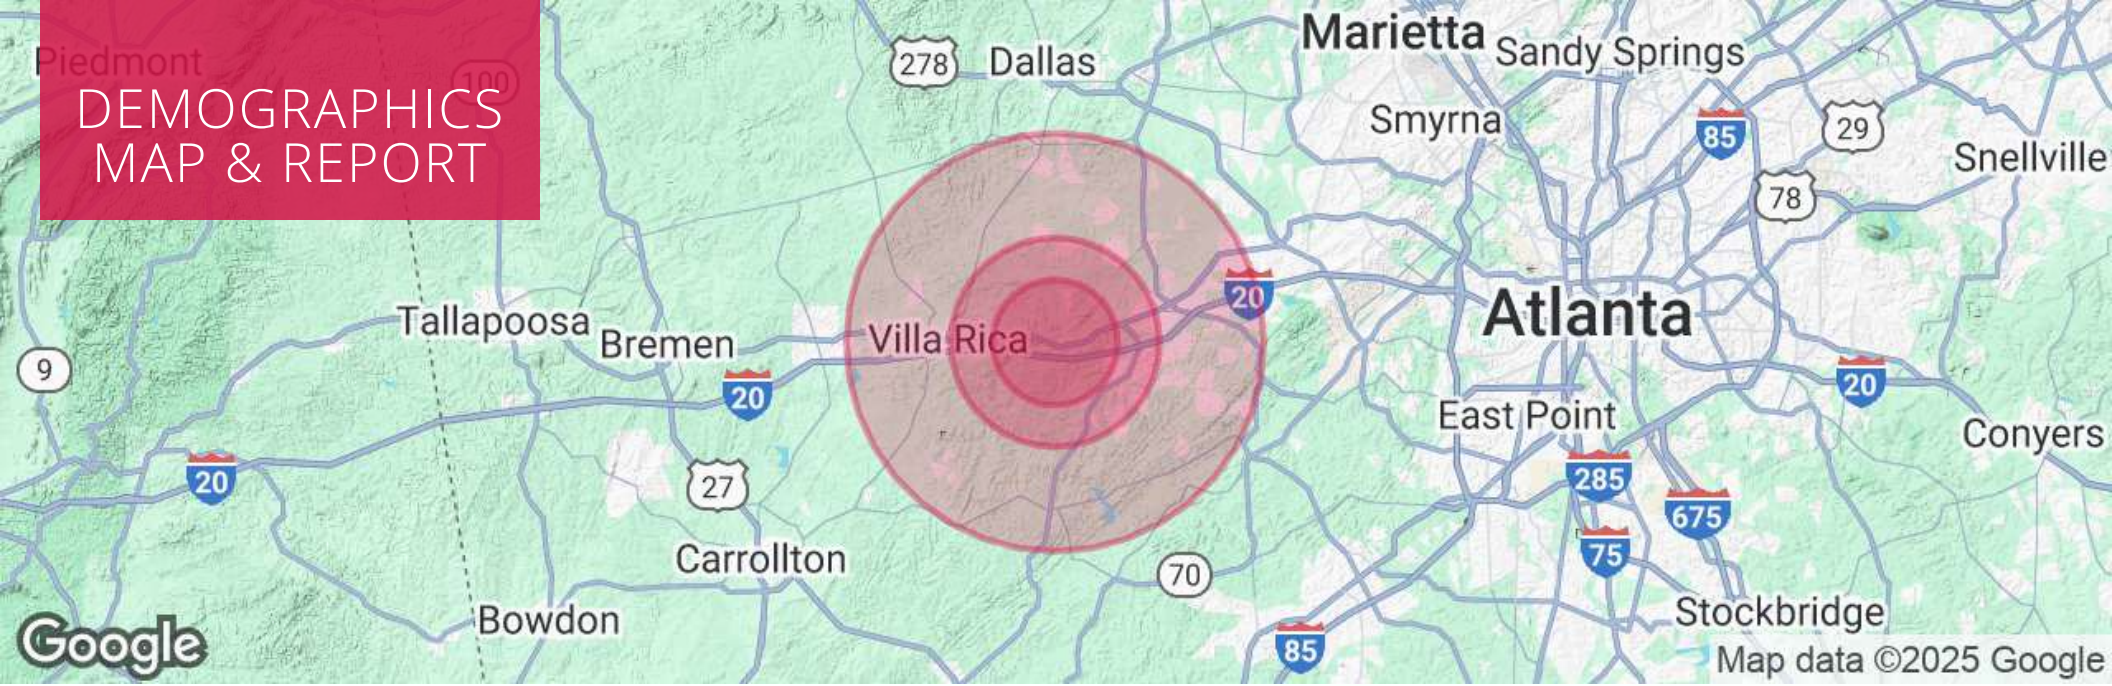 Piedmont
100
DEMOGRAPHICS
MAP & REPORT
278
Dallas
Marietta
Sandy Springs
Smyrna
85
29
Snellville
78
20
Atlanta
Tallapoosa
Bremen
Villa Rica
9
20
20
East Point
Conyers
20
27
285
675
75
Carrollton
70
Bowdon
Stockbridge
85
Google
Map data ©2025 Google